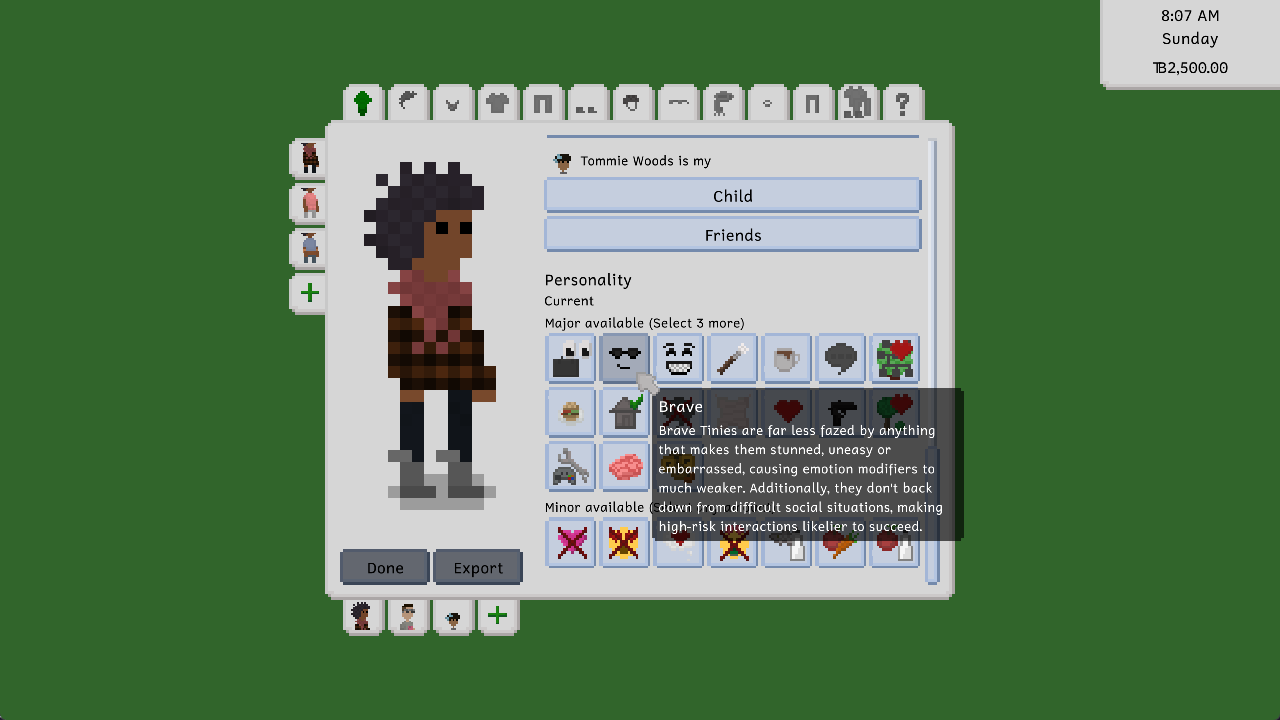 8:07 AM
Sunday
₸B2,500.00
Tommie Woods is my
Child
Friends
Personality
Current
Major available (Select 3 more)
Brave
Brave Tinies are far less fazed by anything
that makes them stunned, uneasy or
embarrassed, causing emotion modifiers to
much weaker. Additionally, they don't back
down from difficult social situations, making
high-risk interactions likelier to succeed.
Minor available
Done
Export